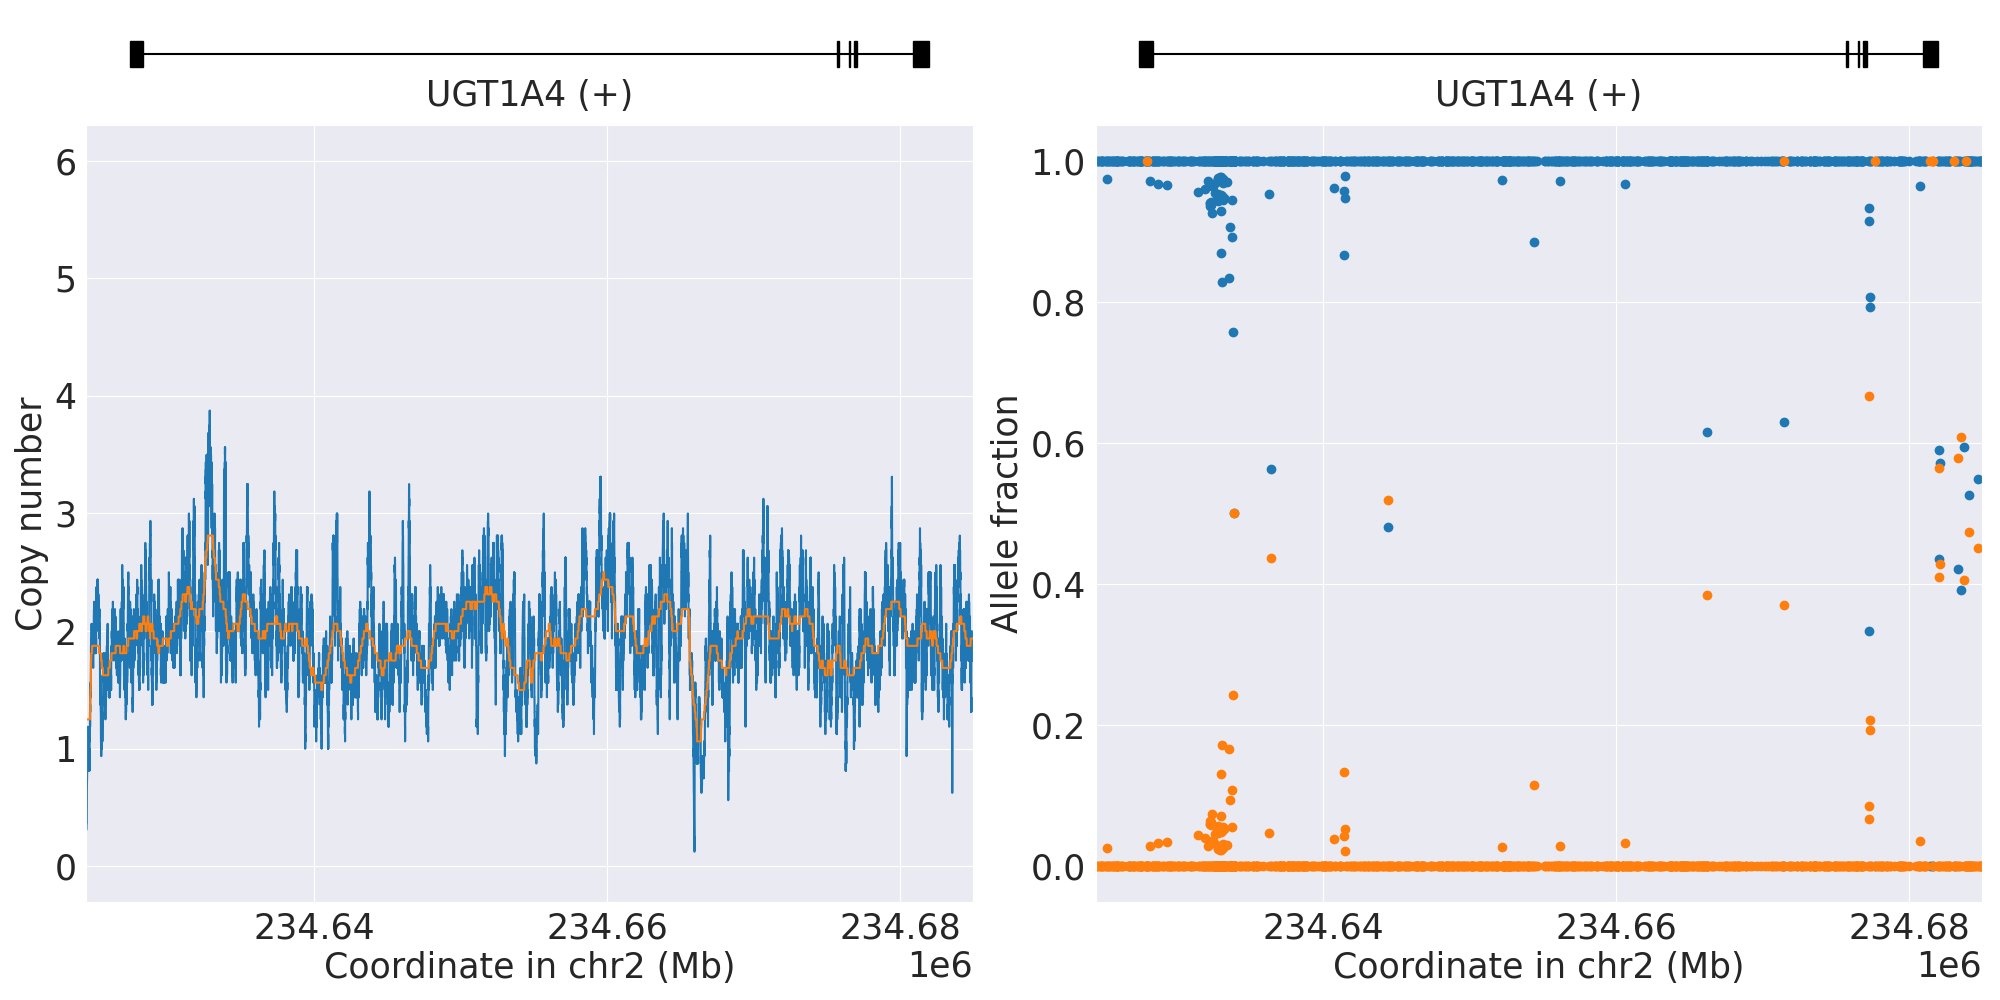 UGT1A4 (+)
6
5
4
3
2
1
0
Copy number
234.64 234.66 234.68
1e6
Coordinate in chr2 (Mb)
UGT1A4 (+)
1.0
0.8
0.6
0.4
0.2
0.0
Allele fraction
234.64 234.66 234.68
1e6
Coordinate in chr2 (Mb)